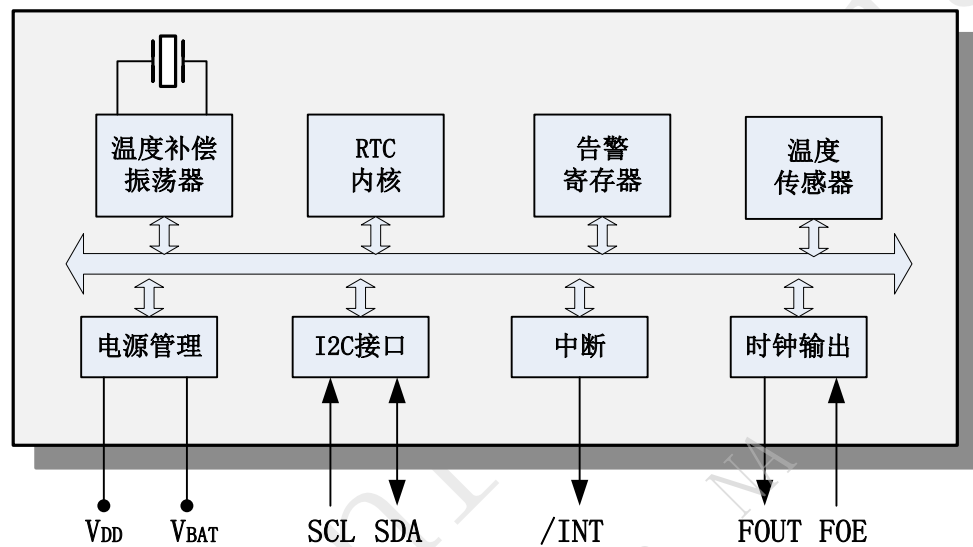 温度补偿
振荡器
RTC
内核
告警
寄存器
温度
传感器
电源管理
I2C接口
中断
时钟输出
VDD
VBAT
SCL SDA
/INT
FOUT FOE
NA